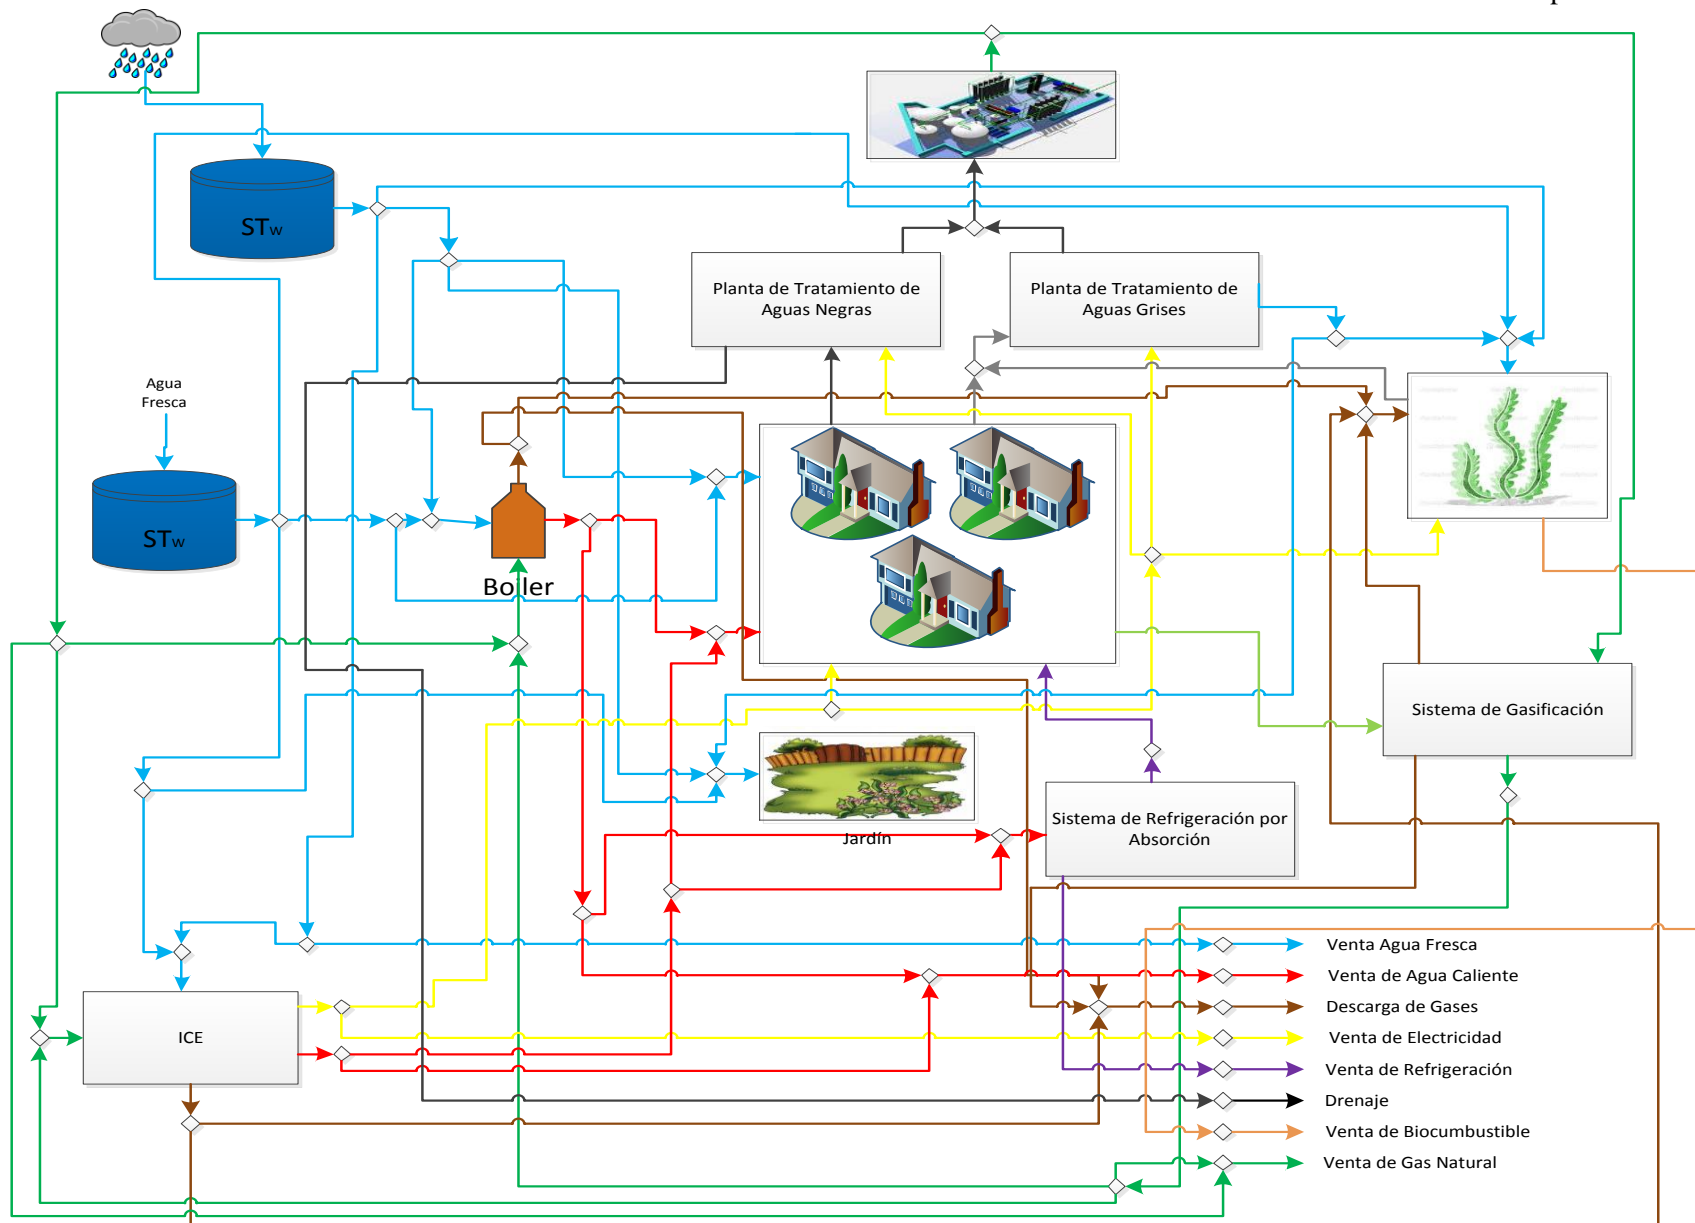 STw
Planta de Tratamiento de
Aguas Negras
Planta de Tratamiento de
Aguas Grises
Agua
Fresca
STw
Boiler
Sistema de Gasificación
Jardín
Sistema de Refrigeración por
Absorción
Venta Agua Fresca
Venta de Agua Caliente
Descarga de Gases
ICE
Venta de Electricidad
Venta de Refrigeración
Drenaje
Venta de Biocumbustible
Venta de Gas Natural